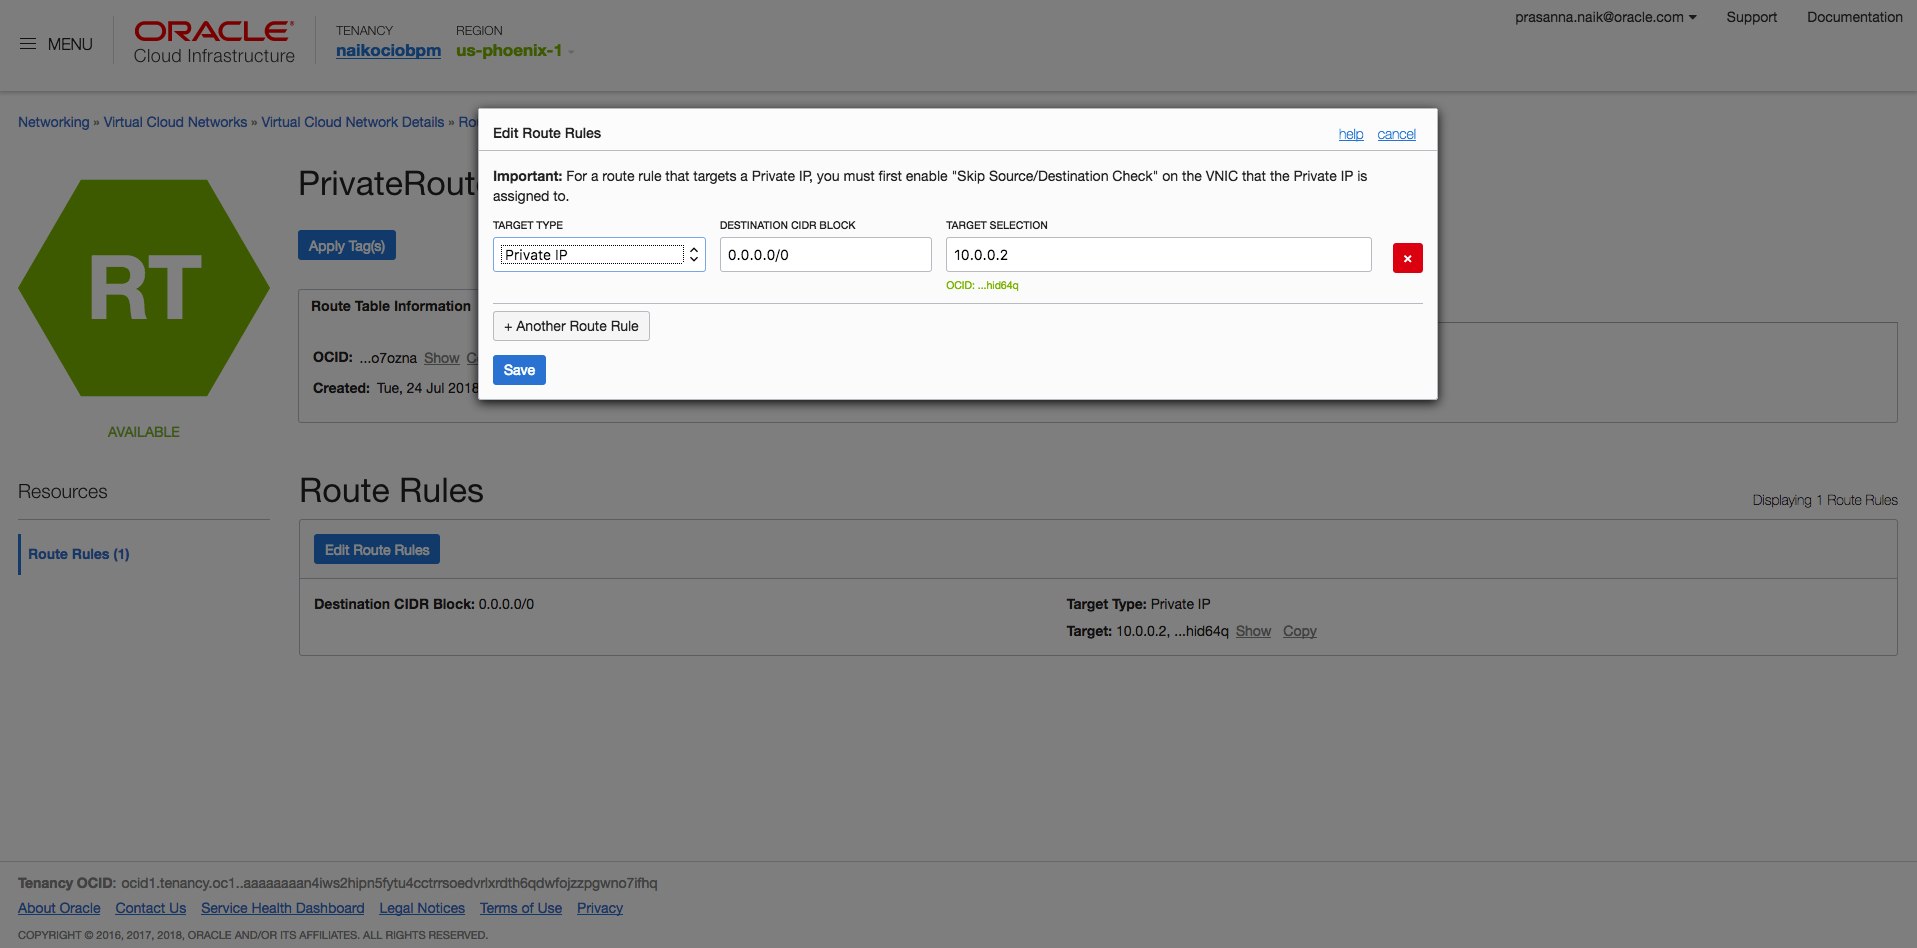 MENU
ORACLE
Cloud Infrastructure
TENANCY
naikociobpm
REGION
us-phoenix-1
prasanna.naik@oracle.com
Support
Documentation
Networking » Virtual Cloud Networks » Virtual Cloud Network Details » Ro
Edit Route Rules
help
cancel
Important: For a route rule that targets a Private IP, you must first enable "Skip Source/Destination Check" on the VNIC that the Private IP is
assigned to.
TARGET TYPE
DESTINATION CIDR BLOCK
TARGET SELECTION
Private IP
0.0.0.0/0
10.0.0.2
×
OCID: ...hid64q
+ Another Route Rule
Save
RT
AVAILABLE
PrivateRout
Apply Tag(s)
Route Table Information
OCID: ...o7ozna Show C
Created: Tue, 24 Jul 2018
Resources
Route Rules (1)
Route Rules
Displaying 1 Route Rules
Edit Route Rules
Destination CIDR Block: 0.0.0.0/0
Target Type: Private IP
Target: 10.0.0.2, ...hid64q Show Copy
Tenancy OCID: ocid1.tenancy.oc1..aaaaaaaan4iws2hipn5fytu4cctrrsoedvrlxrdth6qdwfojzzpgwno7ifhq
About Oracle Contact Us Service Health Dashboard Legal Notices Terms of Use Privacy
COPYRIGHT © 2016, 2017, 2018, ORACLE AND/OR ITS AFFILIATES. ALL RIGHTS RESERVED.